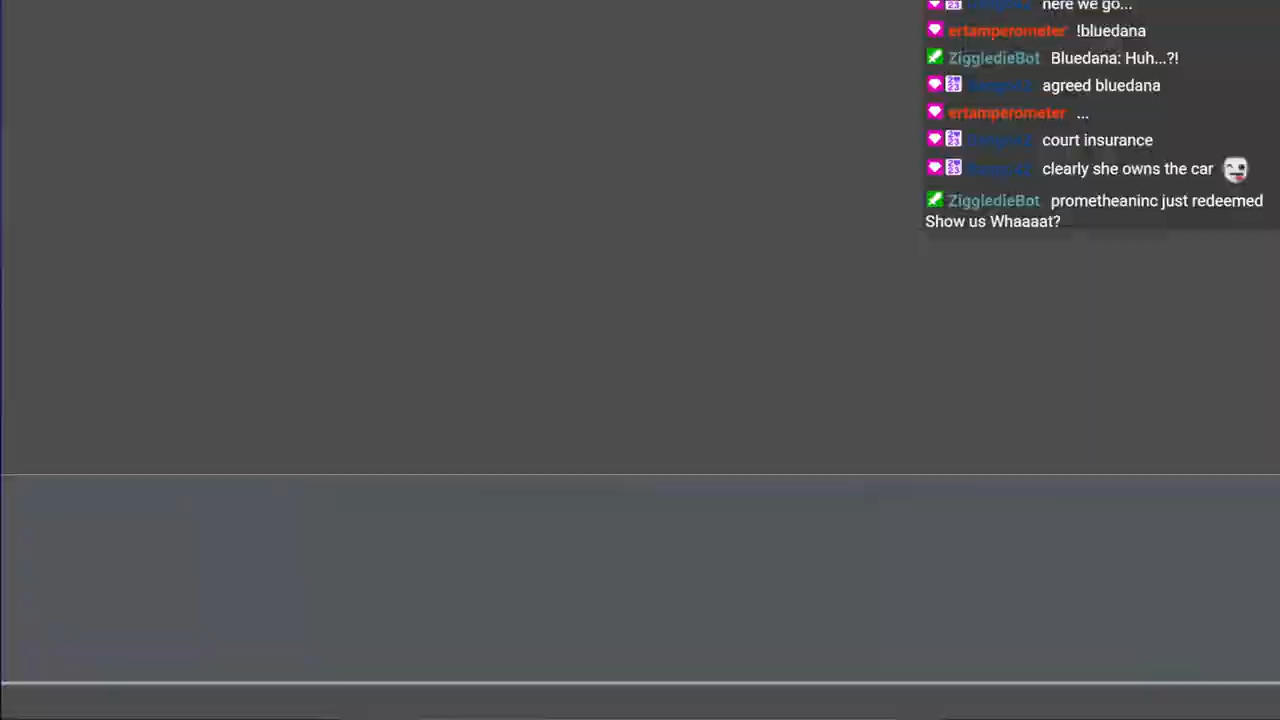 here we go...
ertamperometer !bluedana
ZiggledieBot Bluedana: Huh...?!
agreed bluedana
ertamperometer ...
court insurance
clearly she owns the car
ZiggledieBot prometheaninc just redeemed
Show us Whaaaat?